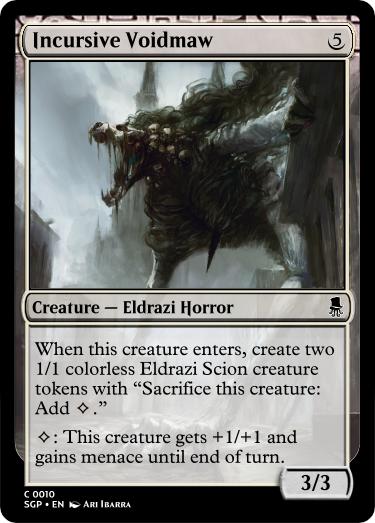 Incursive Voidmaw 5
Creature — Eldrazi Horror
When this creature enters, create two
1/1 colorless Eldrazi Scion creature
tokens with “Sacrifice this creature:
Add ◇.”
◇: This creature gets +1/+1 and
gains menace until end of turn.
3/3
C 0010
SGP • EN Ari Ibarra